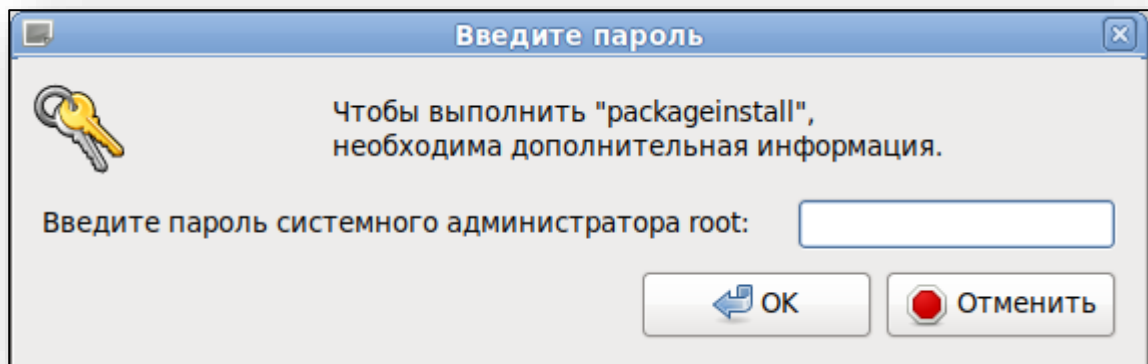 Введите пароль
Чтобы выполнить "packageinstall",
необходима дополнительная информация.
Введите пароль системного администратора root:
OK
Отменить